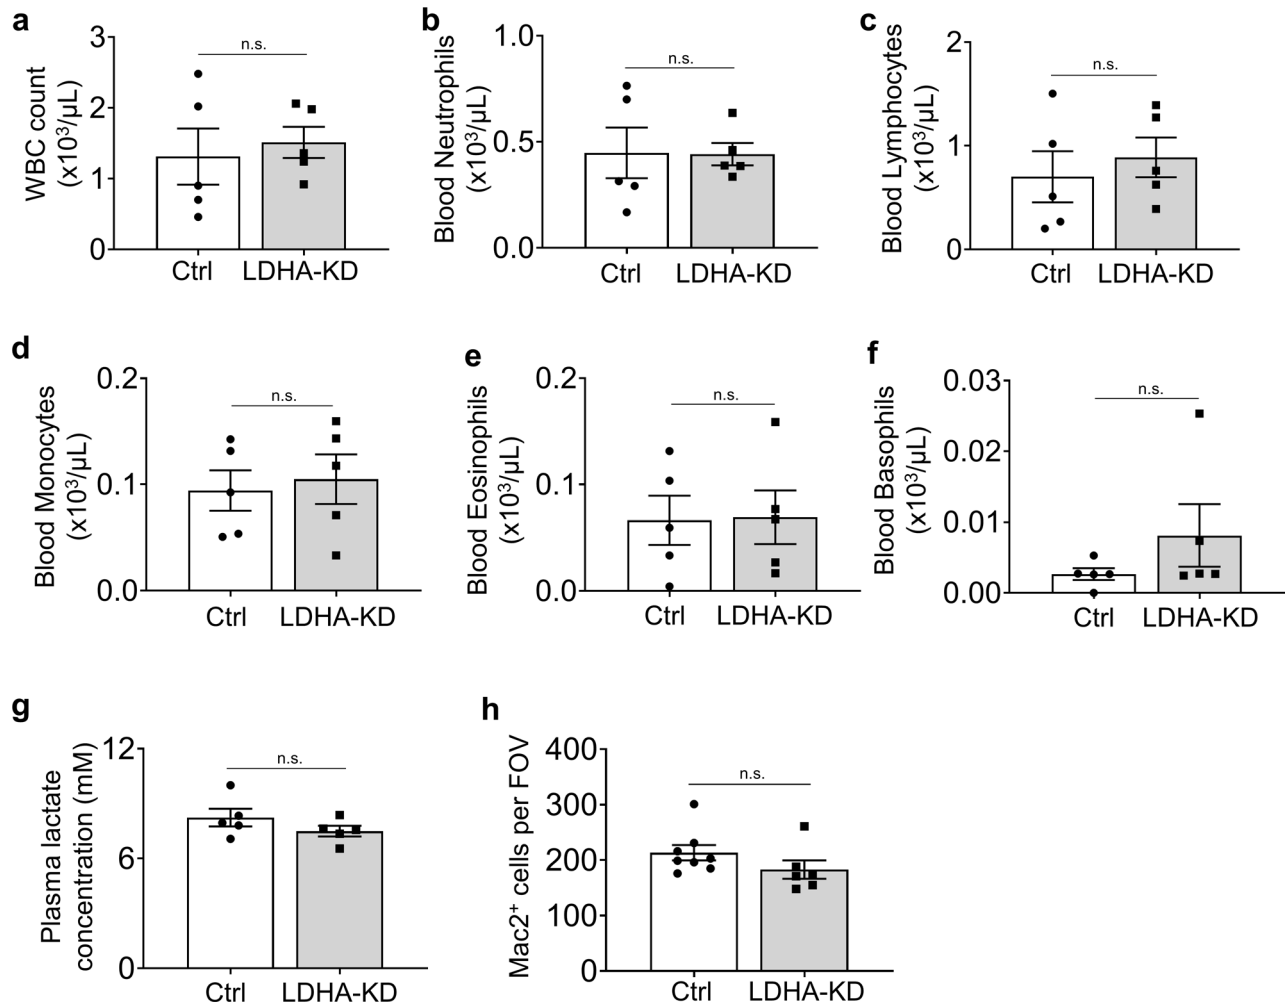 a
WBC count
(x10³/µL)
3
2
1
0
n.s.
Ctrl LDHA-KD
b
Blood Neutrophils
(x10³/µL)
1.0
0.5
0.0
n.s.
Ctrl LDHA-KD
c
Blood Lymphocytes
(x10³/µL)
2
1
0
n.s.
Ctrl LDHA-KD
d
Blood Monocytes
(x10³/µL)
0.2
0.1
0.0
n.s.
Ctrl LDHA-KD
e
Blood Eosinophils
(x10³/µL)
0.2
0.1
0.0
n.s.
Ctrl LDHA-KD
f
Blood Basophils
(x10³/µL)
0.03
0.02
0.01
0.00
n.s.
Ctrl LDHA-KD
g
Plasma lactate
concentration (mM)
12
6
0
n.s.
Ctrl LDHA-KD
h
Mac2⁺ cells per FOV
400
300
200
100
0
n.s.
Ctrl LDHA-KD